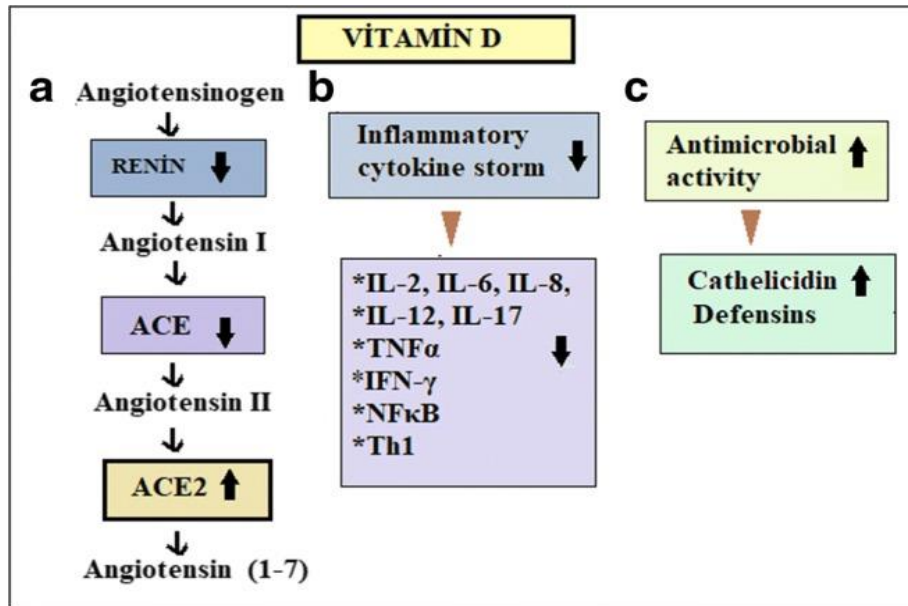 VİTAMİN D
a
Angiotensinogen
RENİN
Angiotensin I
ACE
Angiotensin II
ACE2
Angiotensin (1-7)
b
Inflammatory
cytokine storm
*IL-2, IL-6, IL-8,
*IL-12, IL-17
*TNFα
*IFN-γ
*NFκB
*Th1
c
Antimicrobial
activity
Cathelicidin
Defensins